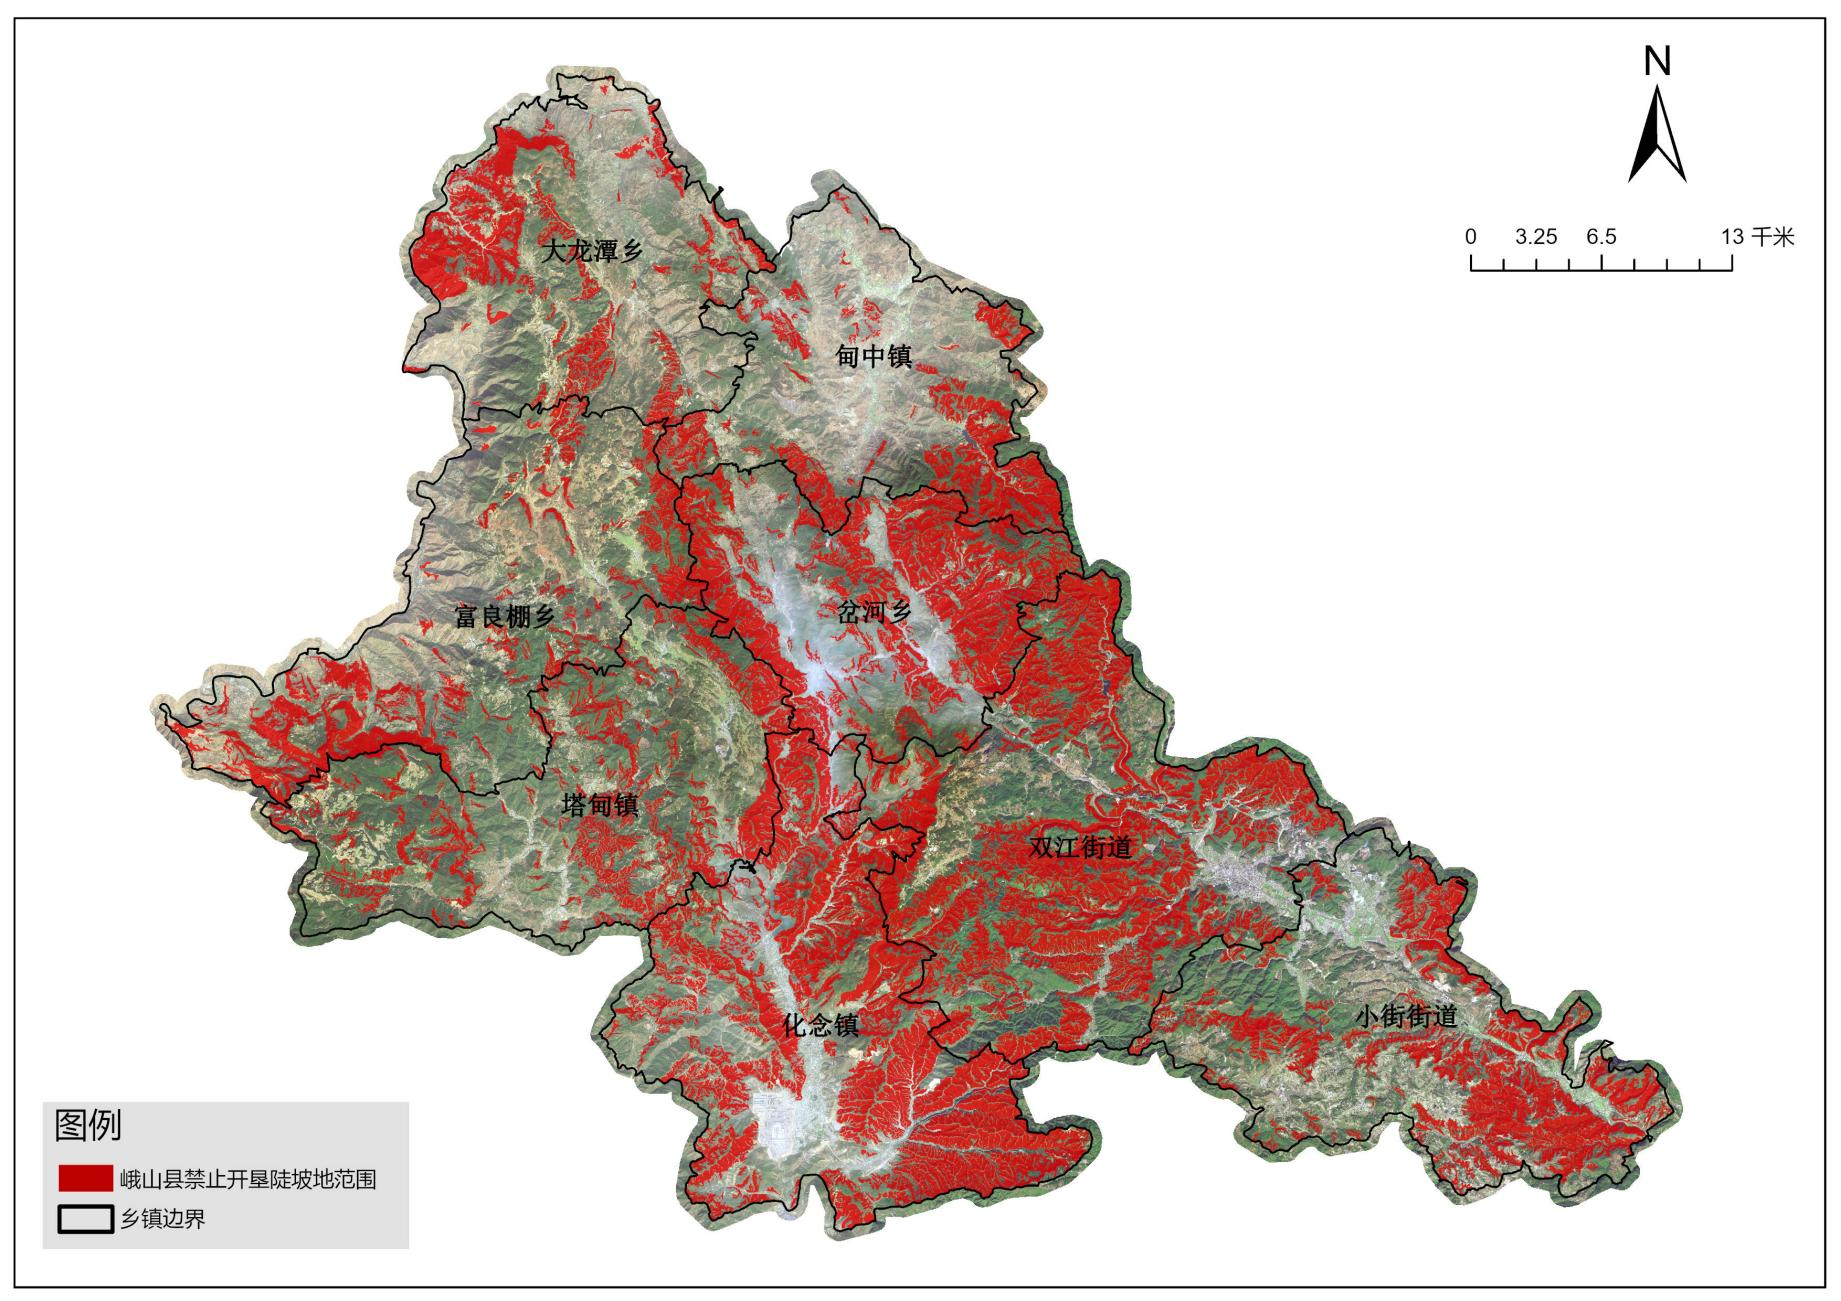 N
0 3.25 6.5 13 千米
大龙潭乡
甸中镇
富良棚乡
岔河乡
塔甸镇
双江街道
化念镇
小街街道
图例
峨山县禁止开垦陡坡地范围
乡镇边界